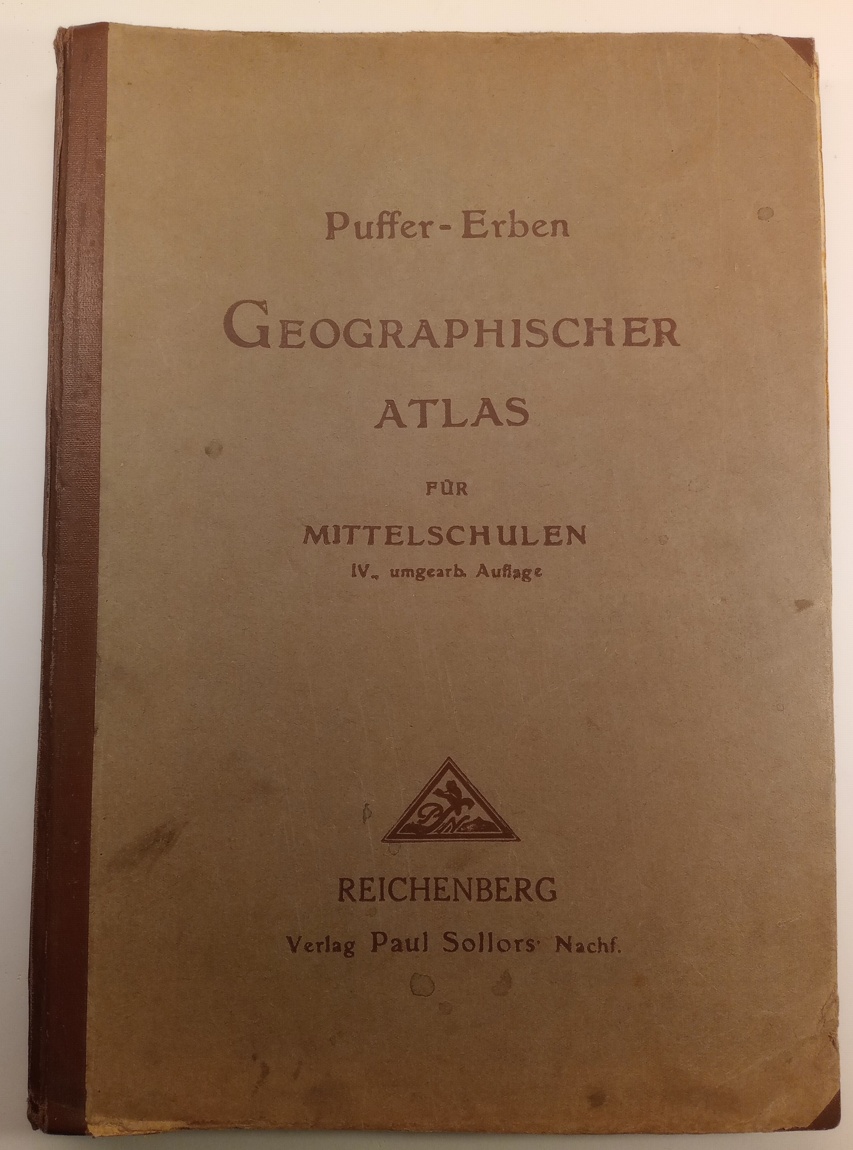 Puffer-Erben
GEOGRAPHISCHER
ATLAS
FÜR
MITTELSCHULEN
IV., umgearb. Auflage
REICHENBERG
Verlag Paul Sollors' Nachf.